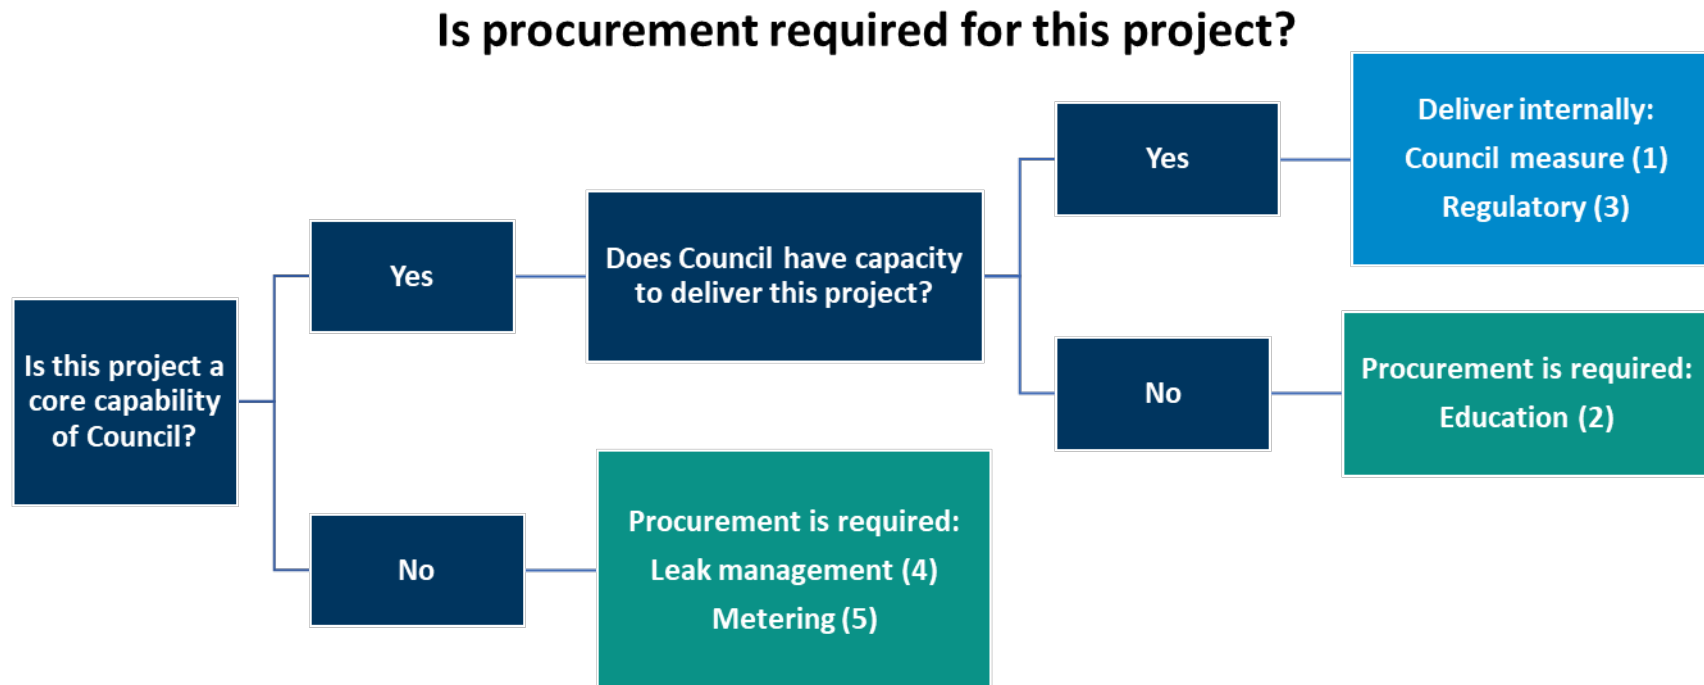 Is procurement required for this project?
Is this project a
core capability
of Council?
Yes
Does Council have capacity
to deliver this project?
Yes
Deliver internally:
Council measure (1)
Regulatory (3)
No
Procurement is required:
Education (2)
No
Procurement is required:
Leak management (4)
Metering (5)